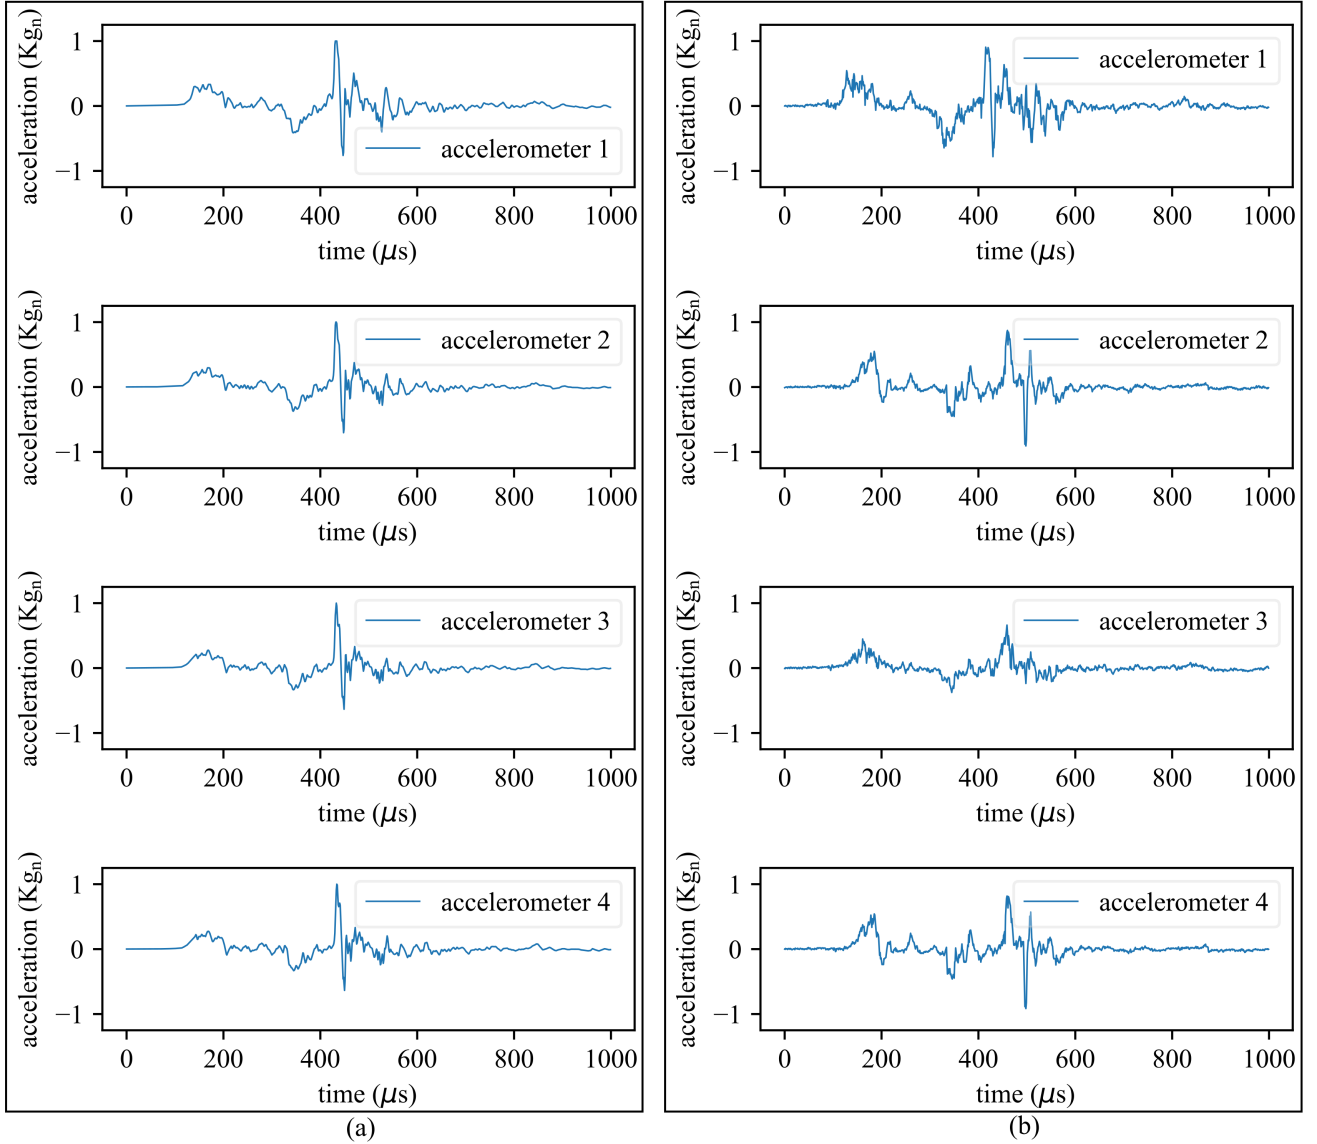 acceleration (Kgn)
1
0
−1
accelerometer 1
0 200 400 600 800 1000
time (μs)
acceleration (Kgn)
1
0
−1
accelerometer 2
0 200 400 600 800 1000
time (μs)
acceleration (Kgn)
1
0
−1
accelerometer 3
0 200 400 600 800 1000
time (μs)
acceleration (Kgn)
1
0
−1
accelerometer 4
0 200 400 600 800 1000
time (μs)
(a)
acceleration (Kgn)
1
0
−1
accelerometer 1
0 200 400 600 800 1000
time (μs)
acceleration (Kgn)
1
0
−1
accelerometer 2
0 200 400 600 800 1000
time (μs)
acceleration (Kgn)
1
0
−1
accelerometer 3
0 200 400 600 800 1000
time (μs)
acceleration (Kgn)
1
0
−1
accelerometer 4
0 200 400 600 800 1000
time (μs)
(b)